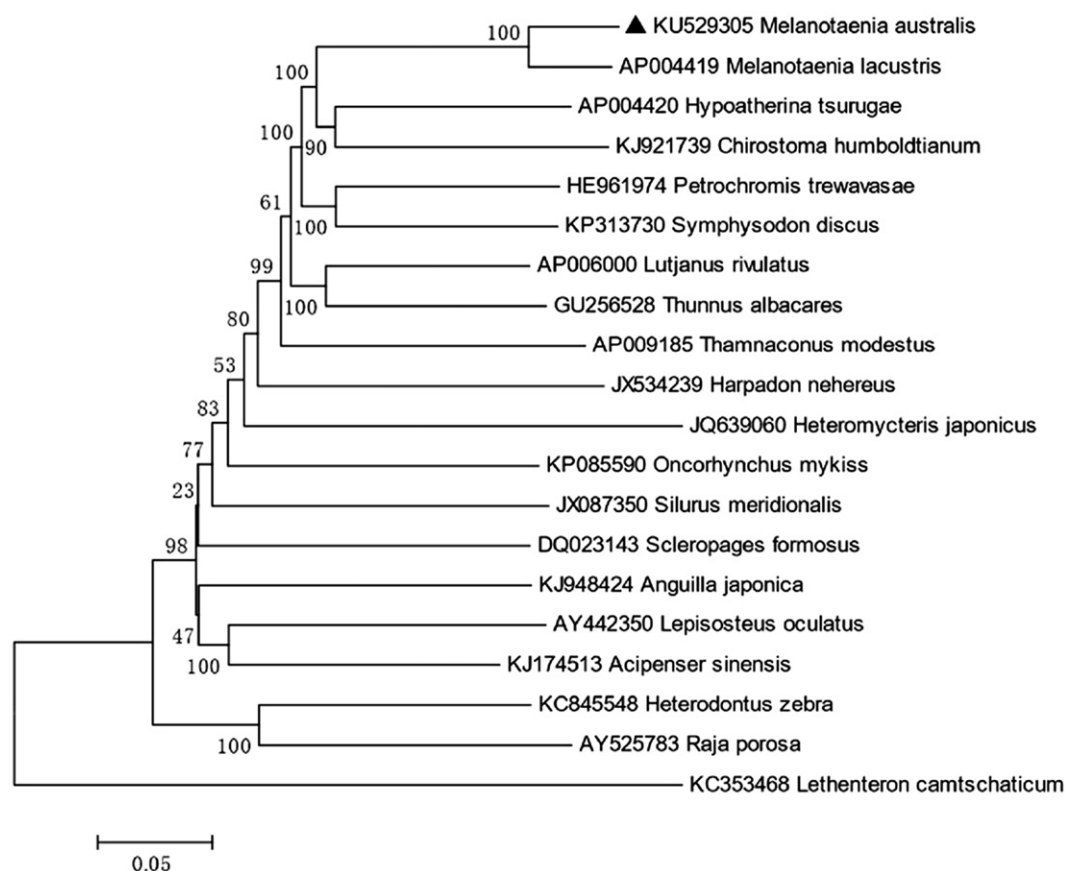 100
▲ KU529305 Melanotaenia australis
AP004419 Melanotaenia lacustris
100
AP004420 Hypoatherina tsurugae
100
90
KJ921739 Chirostoma humboldtianum
HE961974 Petrochromis trewavasae
61
100
KP313730 Symphysodon discus
99
AP006000 Lutjanus rivulatus
100
GU256528 Thunnus albacares
80
AP009185 Thamnaconus modestus
53
JX534239 Harpadon nehereus
83
JQ639060 Heteromycteris japonicus
77
KP085590 Oncorhynchus mykiss
23
JX087350 Silurus meridionalis
98
DQ023143 Scleropages formosus
KJ948424 Anguilla japonica
47
AY442350 Lepisosteus oculatus
100
KJ174513 Acipenser sinensis
KC845548 Heterodontus zebra
100
AY525783 Raja porosa
KC353468 Lethenteron camtschaticum
0.05